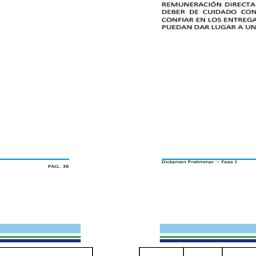 REMUNERACIÓN DIRECTA
DEBER DE CUIDADO CON
CONFIAR EN LOS ENTREGA
PUEDAN DAR LUGAR A UN
PAG. 38
Dictamen Preliminar - Fase I